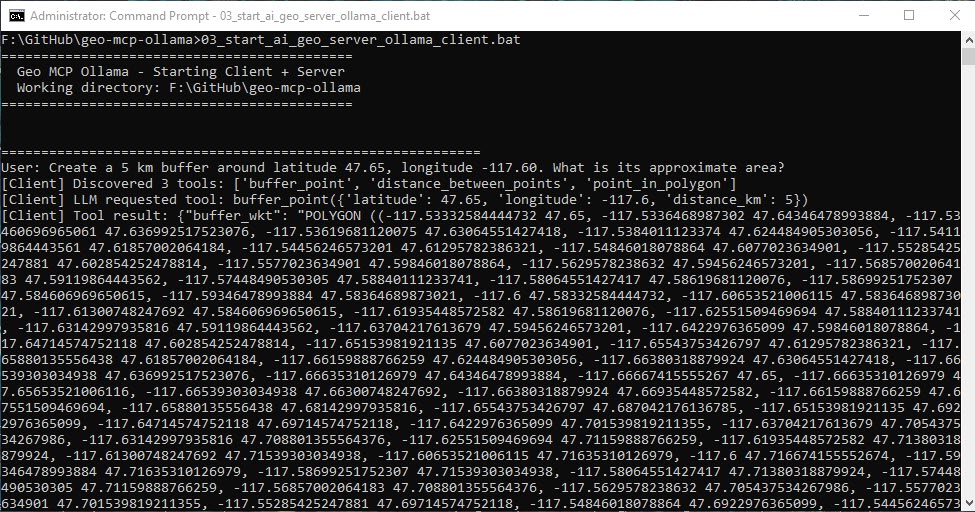 Administrator: Command Prompt - 03_start_ai_geo_server_ollama_client.bat
F:\GitHub\geo-mcp-ollama>03_start_ai_geo_server_ollama_client.bat
============================================
  Geo MCP Ollama - Starting Client + Server
  Working directory: F:\GitHub\geo-mcp-ollama
============================================
============================================================
User: Create a 5 km buffer around latitude 47.65, longitude -117.60. What is its approximate area?
[Client] Discovered 3 tools: ['buffer_point', 'distance_between_points', 'point_in_polygon']
[Client] LLM requested tool: buffer_point({'latitude': 47.65, 'longitude': -117.6, 'distance_km': 5})
[Client] Tool result: {"buffer_wkt": "POLYGON ((-117.53332584444732 47.65, -117.5336468987302 47.64346478993884, -117.53
460696965061 47.636992517523076, -117.53619681120075 47.63064551427418, -117.5384011123374 47.624484905303056, -117.5411
9864443561 47.61857002064184, -117.54456246573201 47.61295782386321, -117.54846018078864 47.6077023634901, -117.55285425
247881 47.602854252478814, -117.5577023634901 47.59846018078864, -117.5629578238632 47.59456246573201, -117.568570020641
83 47.59119864443562, -117.57448490530305 47.58840111233741, -117.58064551427417 47.58619681120076, -117.58699251752307 
47.584606969650615, -117.59346478993884 47.58364689873021, -117.6 47.58332584444732, -117.60653521006115 47.583646898730
21, -117.61300748247692 47.584606969650615, -117.61935448572582 47.58619681120076, -117.62551509469694 47.58840111233741
, -117.63142997935816 47.59119864443562, -117.63704217613679 47.59456246573201, -117.6422976365099 47.59846018078864, -1
17.64714574752118 47.602854252478814, -117.65153981921135 47.6077023634901, -117.65543753426797 47.61295782386321, -117.
65880135556438 47.61857002064184, -117.66159888766259 47.624484905303056, -117.66380318879924 47.63064551427418, -117.66
539303034938 47.636992517523076, -117.66635310126979 47.64346478993884, -117.66667415555267 47.65, -117.66635310126979 4
7.65653521006116, -117.66539303034938 47.66300748247692, -117.66380318879924 47.66935448572582, -117.66159888766259 47.6
7551509469694, -117.65880135556438 47.68142997935816, -117.65543753426797 47.687042176136785, -117.65153981921135 47.692
2976365099, -117.64714574752118 47.69714574752118, -117.6422976365099 47.701539819211355, -117.63704217613679 47.7054375
34267986, -117.63142997935816 47.708801355564376, -117.62551509469694 47.71159888766259, -117.61935448572582 47.71380318
879924, -117.61300748247692 47.71539303034938, -117.60653521006115 47.71635310126979, -117.6 47.716674155552674, -117.59
346478993884 47.71635310126979, -117.58699251752307 47.71539303034938, -117.58064551427417 47.71380318879924, -117.57448
490530305 47.71159888766259, -117.56857002064183 47.708801355564376, -117.5629578238632 47.705437534267986, -117.5577023
634901 47.701539819211355, -117.55285425247881 47.69714574752118, -117.54846018078864 47.6922976365099, -117.54456246573